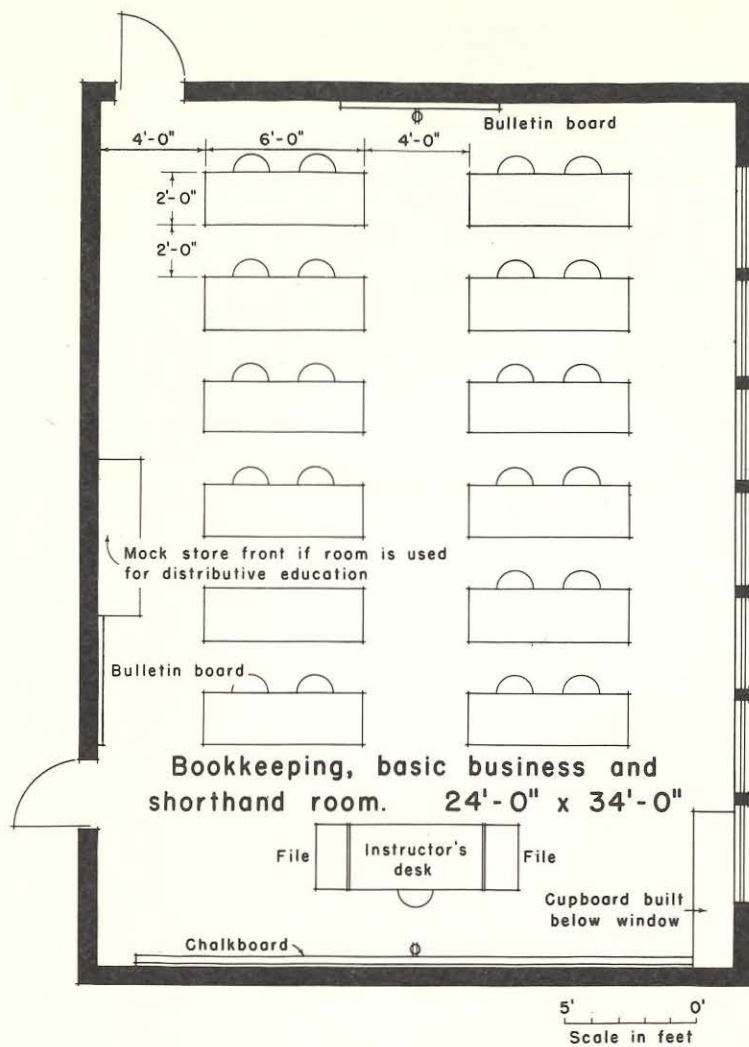 Bulletin board
4'-0"
6'-0"
4'-0"
2'-0"
2'-0"
Mock store front if room is used
for distributive education
Bulletin board
Bookkeeping, basic business and
shorthand room. 24'-0" x 34'-0"
File
Instructor's
desk
File
Cupboard built
below window
Chalkboard
5' 0'
Scale in feet